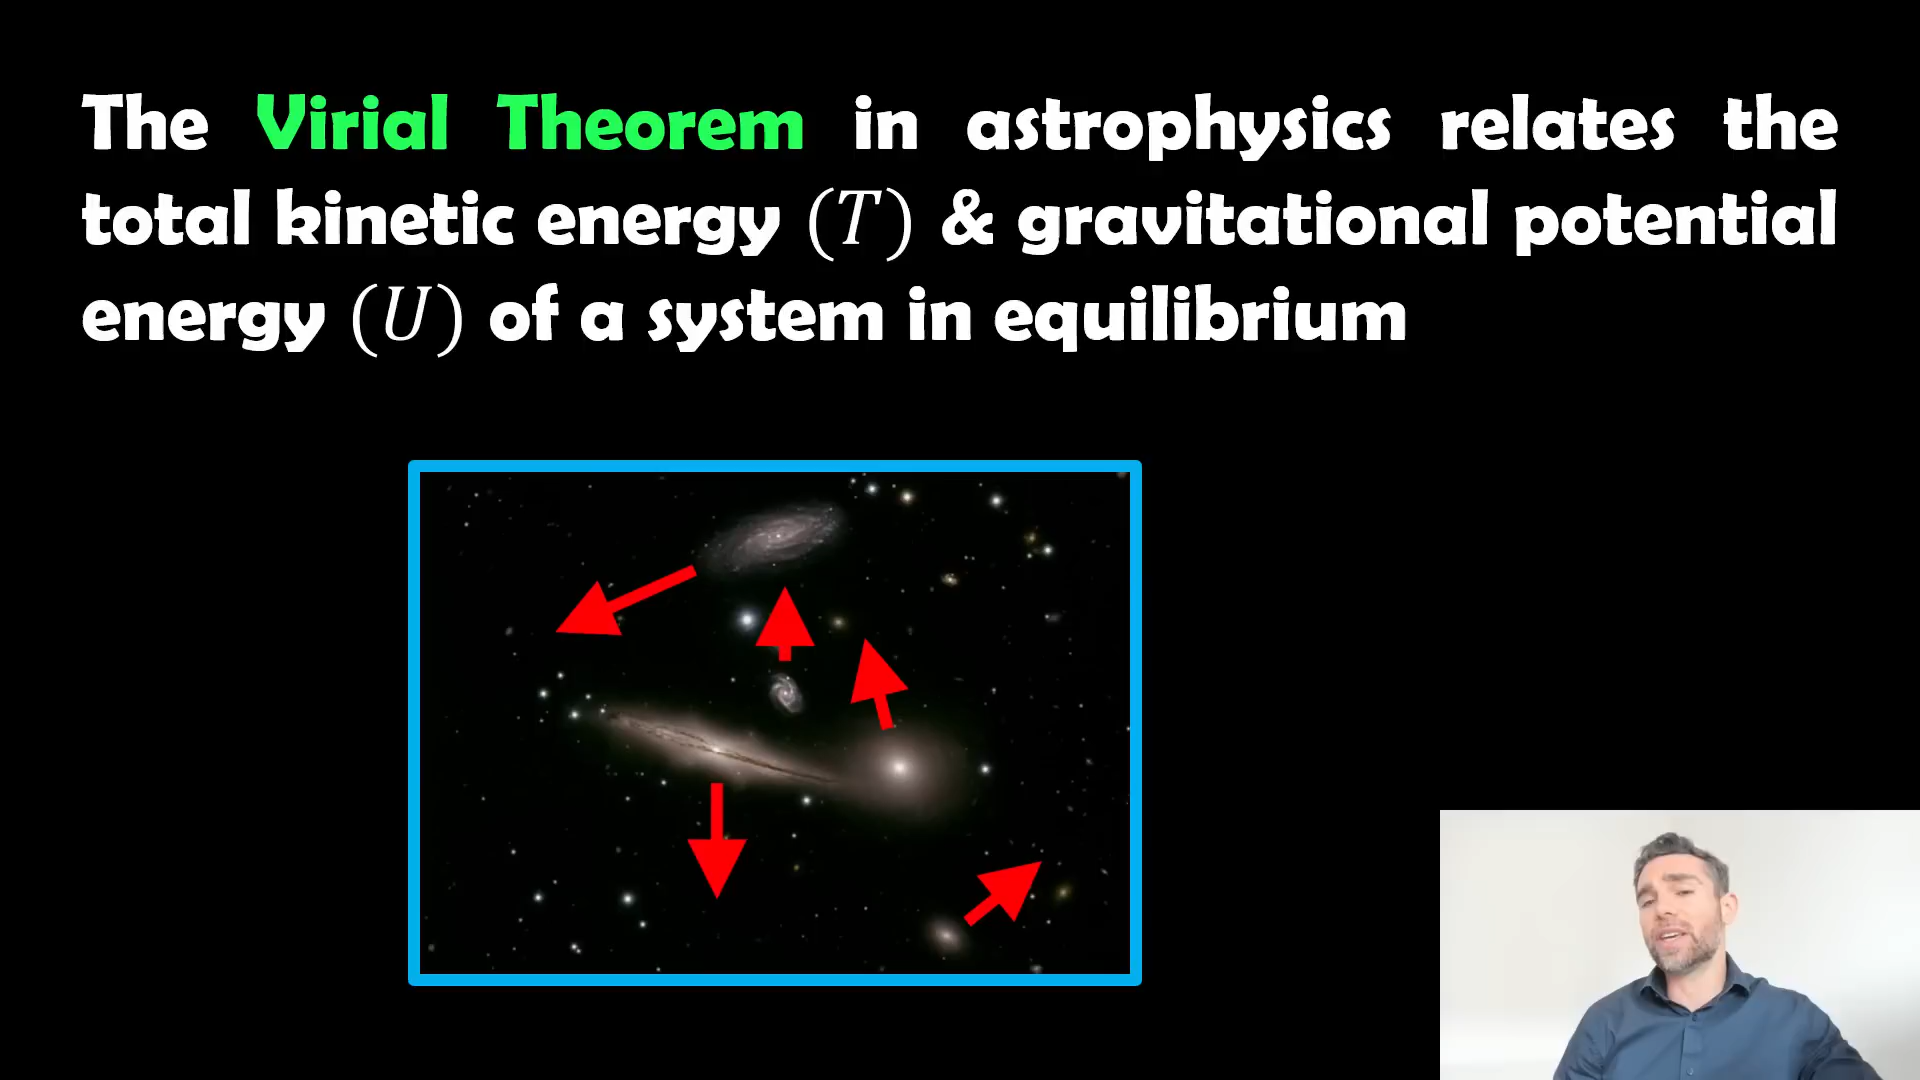 The Virial Theorem in astrophysics relates the
total kinetic energy (T) & gravitational potential
energy (U) of a system in equilibrium